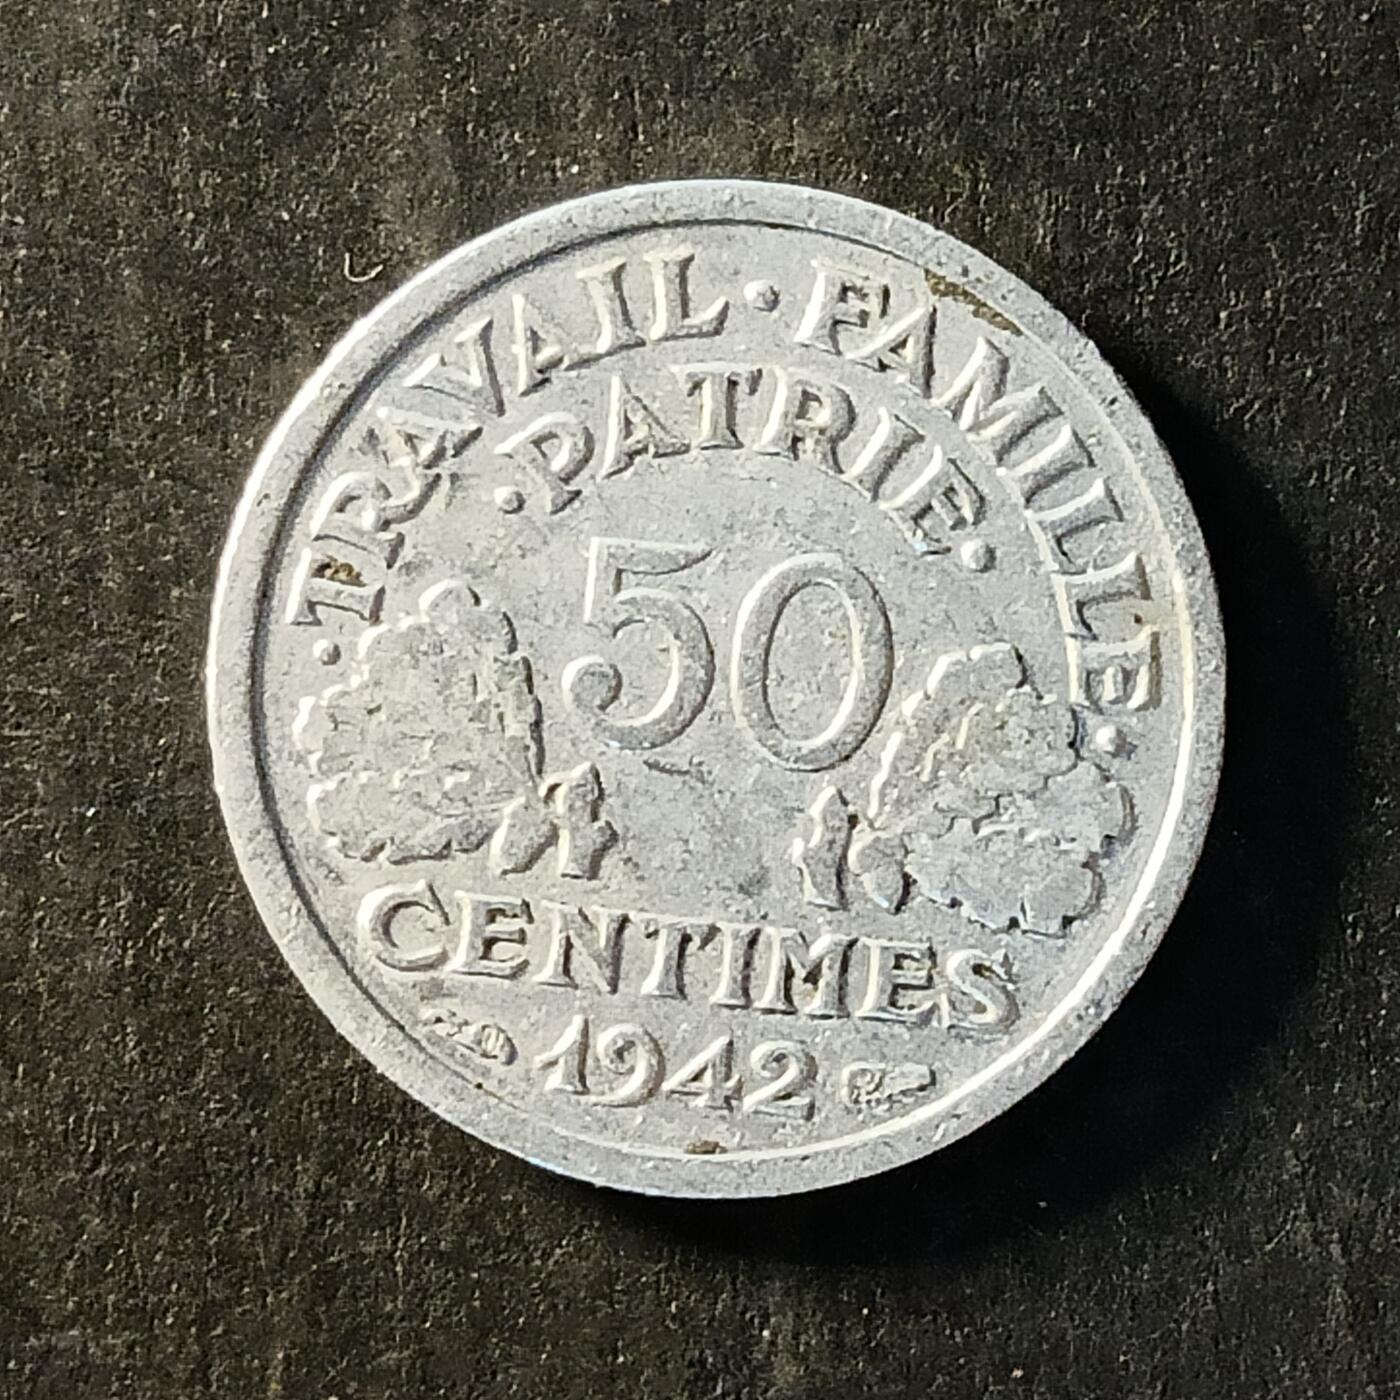 ·TRAVAIL·FAMILLE·
·PATRIE·
50
CENTIMES
1942